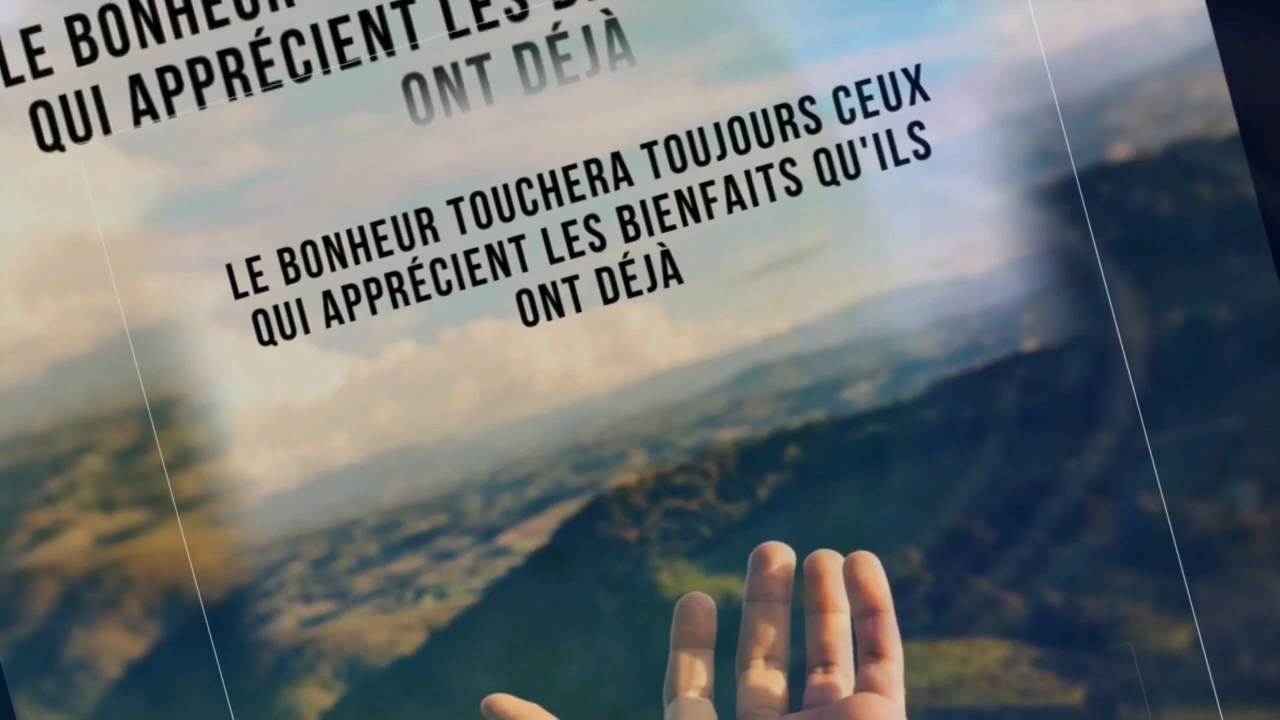 LE BONHEUR
QUI APPRÉCIENT LES
ONT DÉJÀ
LE BONHEUR TOUCHERA TOUJOURS CEUX
QUI APPRÉCIENT LES BIENFAITS QU'ILS
ONT DÉJÀ